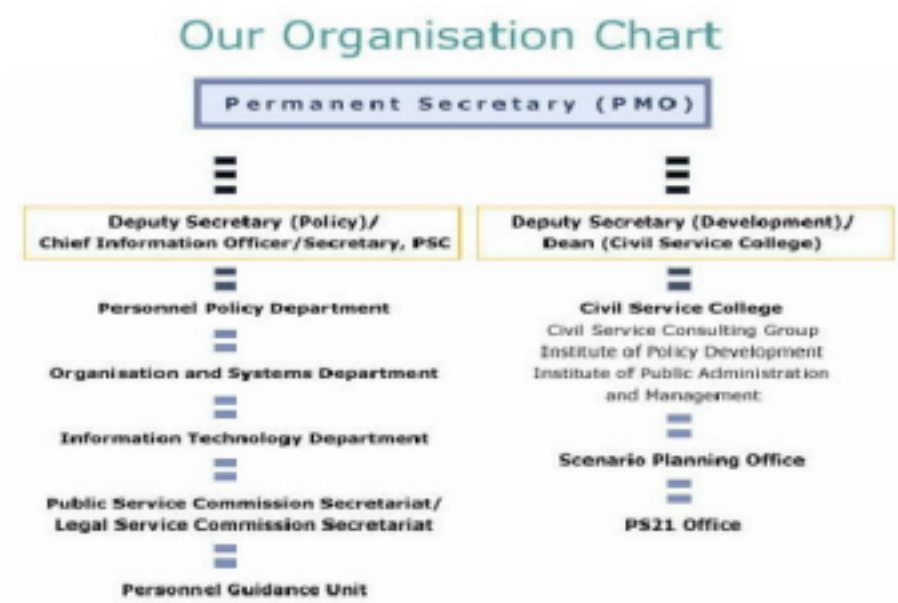 Our Organisation Chart
Permanent Secretary (PMO)
Deputy Secretary (Policy)/
Chief Information Officer/Secretary, PSC
Personnel Policy Department
Organisation and Systems Department
Information Technology Department
Public Service Commission Secretariat/
Legal Service Commission Secretariat
Personnel Guidance Unit
Deputy Secretary (Development)/
Dean (Civil Service College)
Civil Service College
Civil Service Consulting Group
Institute of Policy Development
Institute of Public Administration
and Management
Scenario Planning Office
PS21 Office